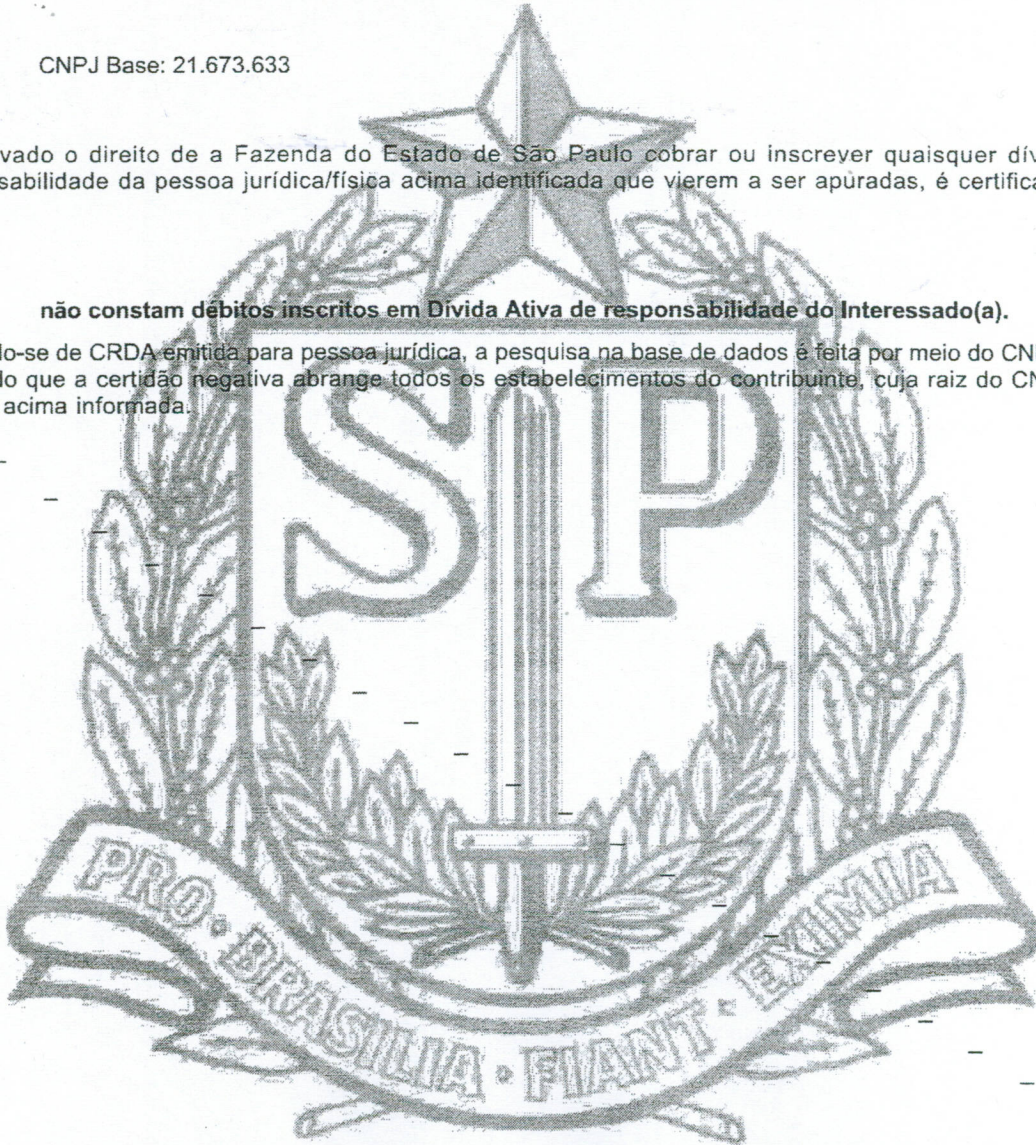 CNPJ Base: 21.673.633
vado o direito de a Fazenda do Estado de São Paulo cobrar ou inscrever quaisquer dív
sabilidade da pessoa jurídica/física acima identificada que vierem a ser apuradas, é certifica
não constam débitos inscritos em Dívida Ativa de responsabilidade do Interessado(a).
do-se de CRDA emitida para pessoa jurídica, a pesquisa na base de dados é feita por meio do CN
do que a certidão negativa abrange todos os estabelecimentos do contribuinte, cuja raiz do CN
acima informada.
SP
PRO · BRASILIA · FIANT · EXIMIA